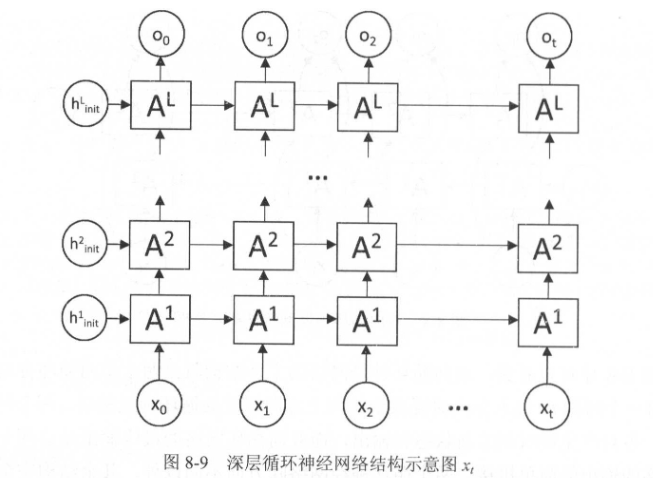 o₀ o₁ o₂ oₜ
hᴸinit Aᴸ Aᴸ Aᴸ Aᴸ
...
h²init A² A² A² A²
h¹init A¹ A¹ A¹ A¹
x₀ x₁ x₂ ... xₜ
图 8-9 深层循环神经网络结构示意图 xₜ